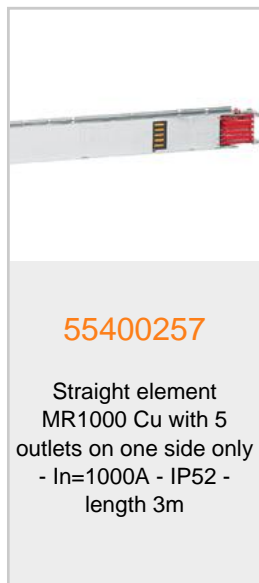 55400257
Straight element
MR1000 Cu with 5
outlets on one side only
- In=1000A - IP52 -
length 3m